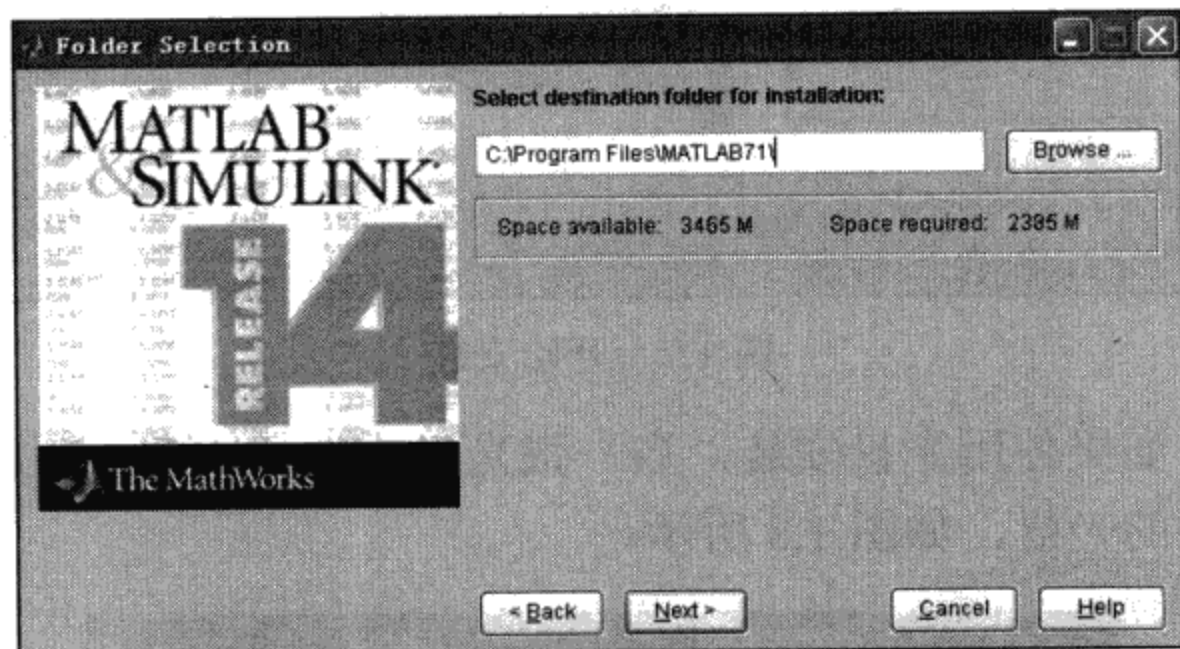 Folder Selection
MATLAB
& SIMULINK
RELEASE
14
The MathWorks
Select destination folder for installation:
C:\Program Files\MATLAB71\
Browse ...
Space available: 3465 M Space required: 2385 M
< Back Next > Cancel Help